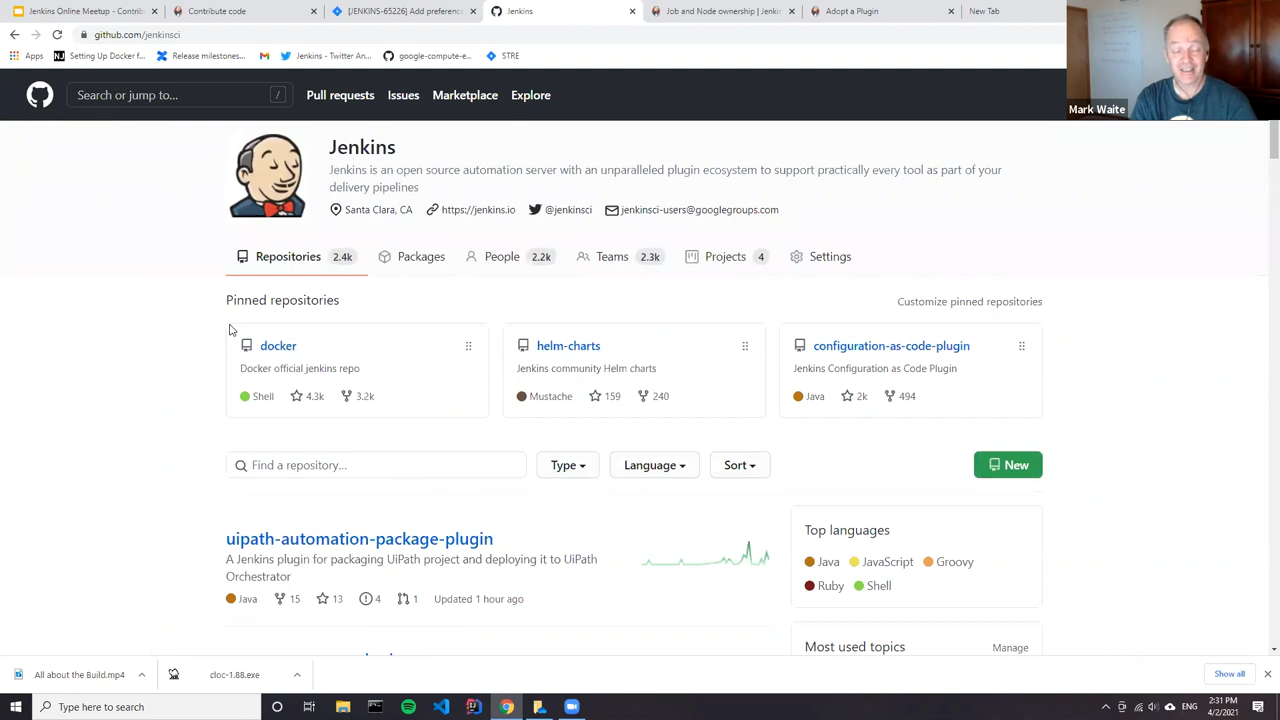 Jenkins Online Meetup - Contrib
Contribute code
[JENKINS-65226] Add preference
Jenkins
Job and Node ownership | Jenki
Adopt a Plugin
New Tab
github.com/jenkinsci
Apps
Setting Up Docker f...
Release milestones...
Jenkins - Twitter An...
google-compute-e...
STRE
Search or jump to...
/
Pull requests
Issues
Marketplace
Explore
Mark Waite
Jenkins
Jenkins is an open source automation server with an unparalleled plugin ecosystem to support practically every tool as part of your
delivery pipelines
Santa Clara, CA
https://jenkins.io
@jenkinsci
jenkinsci-users@googlegroups.com
Repositories 2.4k
Packages
People 2.2k
Teams 2.3k
Projects 4
Settings
Pinned repositories
Customize pinned repositories
docker
Docker official jenkins repo
Shell 4.3k 3.2k
helm-charts
Jenkins community Helm charts
Mustache 159 240
configuration-as-code-plugin
Jenkins Configuration as Code Plugin
Java 2k 494
Find a repository...
Type
Language
Sort
New
uipath-automation-package-plugin
A Jenkins plugin for packaging UiPath project and deploying it to UiPath
Orchestrator
Java 15 13 4 1 Updated 1 hour ago
Top languages
Java JavaScript Groovy
Ruby Shell
Most used topics
Manage
All about the Build.mp4
cloc-1.88.exe
Show all
Type here to search
ENG
2:31 PM
4/2/2021